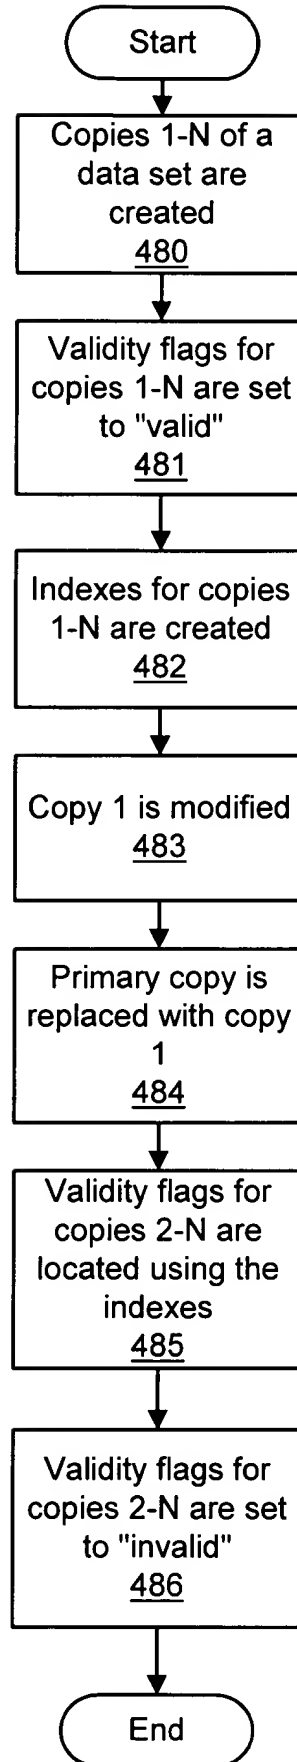 Start
Copies 1-N of a
data set are
created
480
Validity flags for
copies 1-N are set
to "valid"
481
Indexes for copies
1-N are created
482
Copy 1 is modified
483
Primary copy is
replaced with copy
1
484
Validity flags for
copies 2-N are
located using the
indexes
485
Validity flags for
copies 2-N are set
to "invalid"
486
End